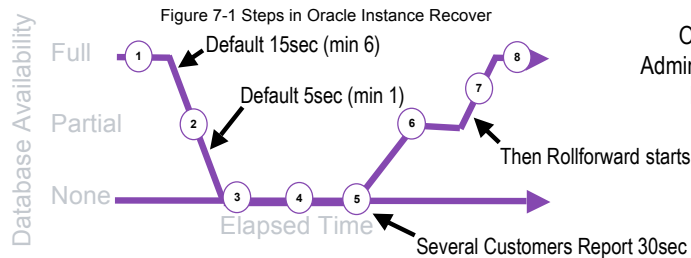 Figure 7-1 Steps in Oracle Instance Recover
Database Availability
Full
Partial
None
1
2
3
4
5
6
7
8
Default 15sec (min 6)
Default 5sec (min 1)
Then Rollforward starts
Several Customers Report 30sec
Elapsed Time
Admin